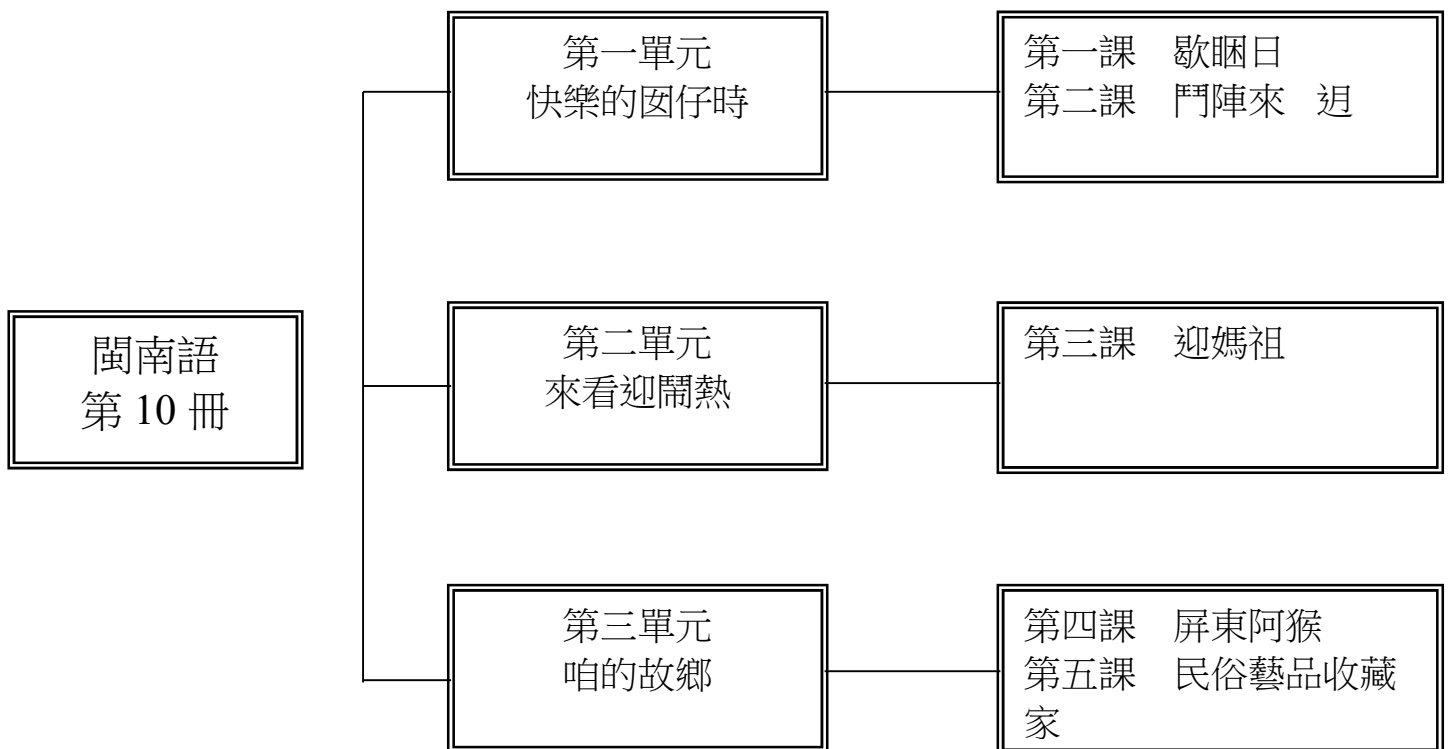 閩南語
第 10 冊
第一單元
快樂的囡仔時
第一課 歇睏日
第二課 鬥陣來 迌
第二單元
來看迎鬧熱
第三課 迎媽祖
第三單元
咱的故鄉
第四課 屏東阿猴
第五課 民俗藝品收藏
家